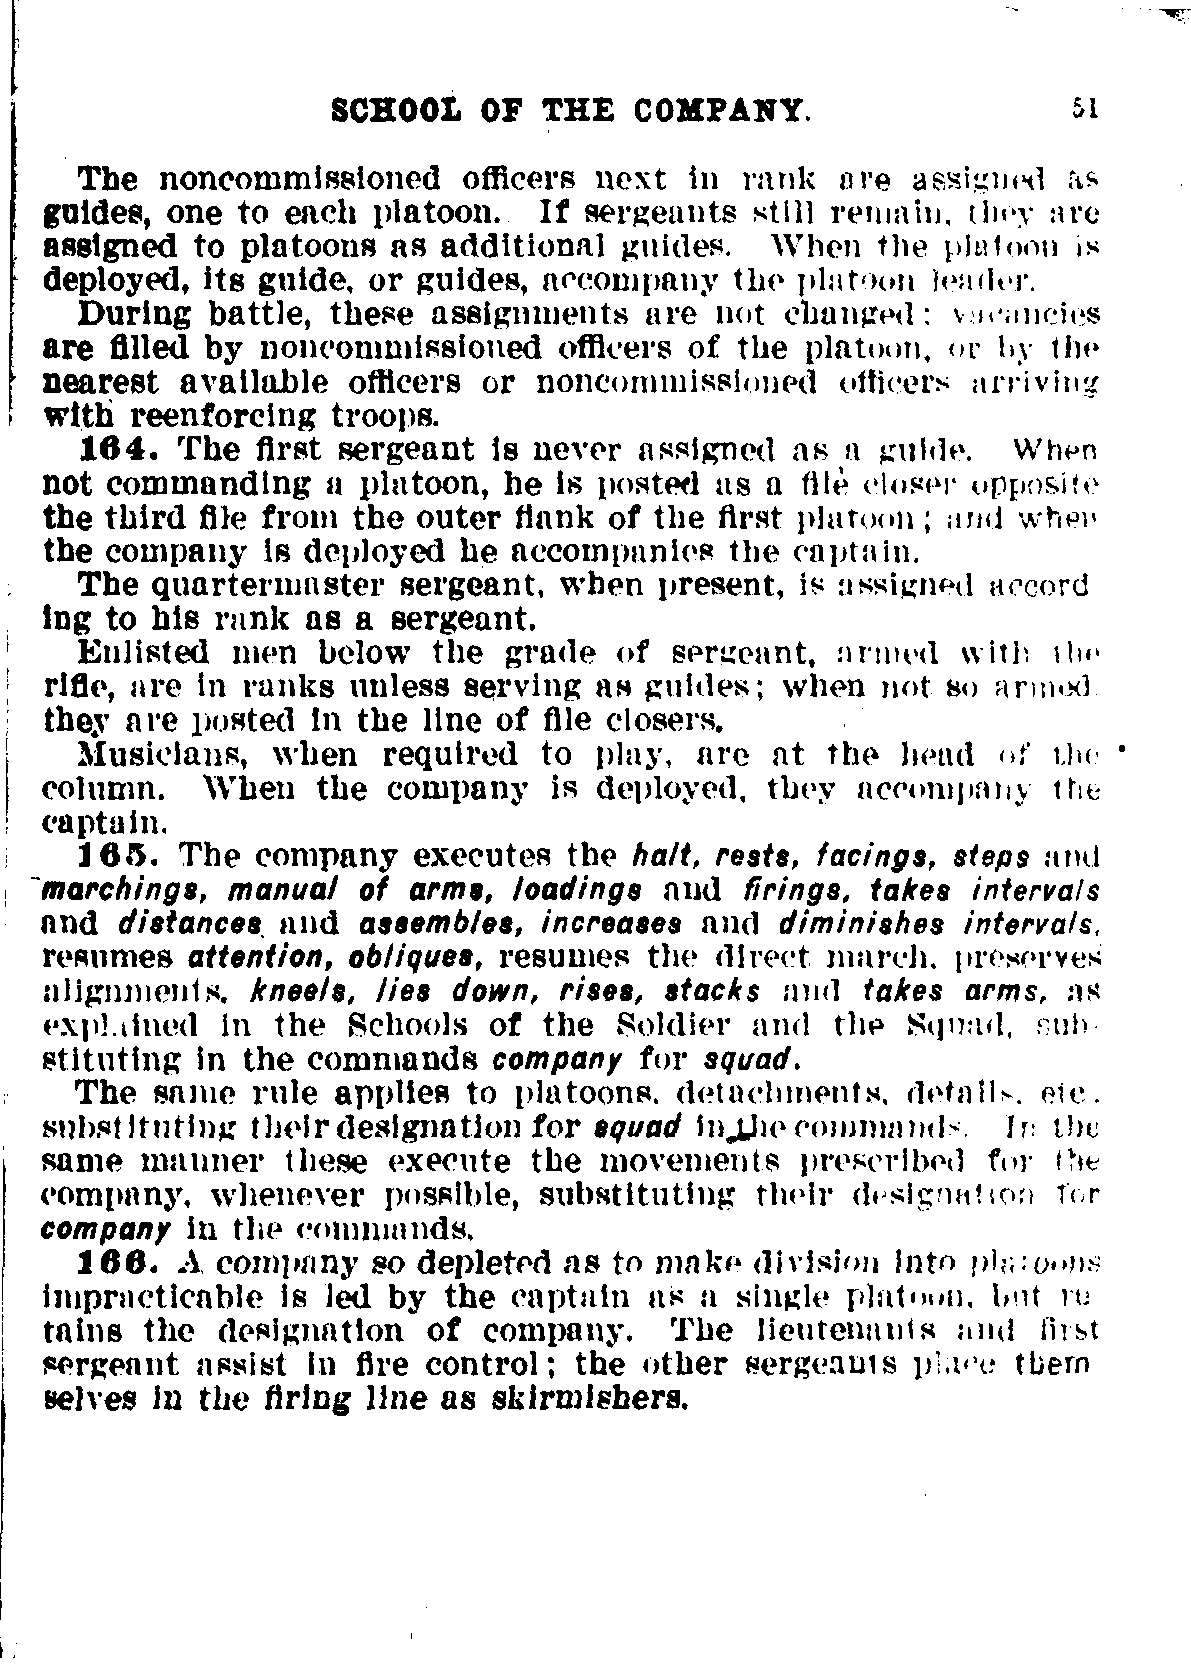 SCHOOL OF THE COMPANY. 51
The noncommissioned officers next in rank are assigned as
guides, one to each platoon. If sergeants still remain, they are
assigned to platoons as additional guides. When the platoon is
deployed, its guide, or guides, accompany the platoon leader.
During battle, these assignments are not changed; vacancies
are filled by noncommissioned officers of the platoon, or by the
nearest available officers or noncommissioned officers arriving
with reenforcing troops.
164. The first sergeant is never assigned as a guide. When
not commanding a platoon, he is posted as a file closer opposite
the third file from the outer flank of the first platoon; and when
the company is deployed he accompanies the captain.
The quartermaster sergeant, when present, is assigned accord
ing to his rank as a sergeant.
Enlisted men below the grade of sergeant, armed with the
rifle, are in ranks unless serving as guides; when not so armed
they are posted in the line of file closers.
Musicians, when required to play, are at the head of the
column. When the company is deployed, they accompany the
captain.
165. The company executes the halt, rests, facings, steps and
marchings, manual of arms, loadings and firings, takes intervals
and distances and assembles, increases and diminishes intervals,
resumes attention, obliques, resumes the direct march, preserves
alignments, kneels, lies down, rises, stacks and takes arms, as
explained in the Schools of the Soldier and the Squad, sub-
stituting in the commands company for squad.
The same rule applies to platoons, detachments, details, etc.,
substituting their designation for squad in the commands. In the
same manner these execute the movements prescribed for the
company, whenever possible, substituting their designation for
company in the commands.
166. A company so depleted as to make division into platoons
impracticable is led by the captain as a single platoon, but re
tains the designation of company. The lieutenants and first
sergeant assist in fire control; the other sergeants place them
selves in the firing line as skirmishers.